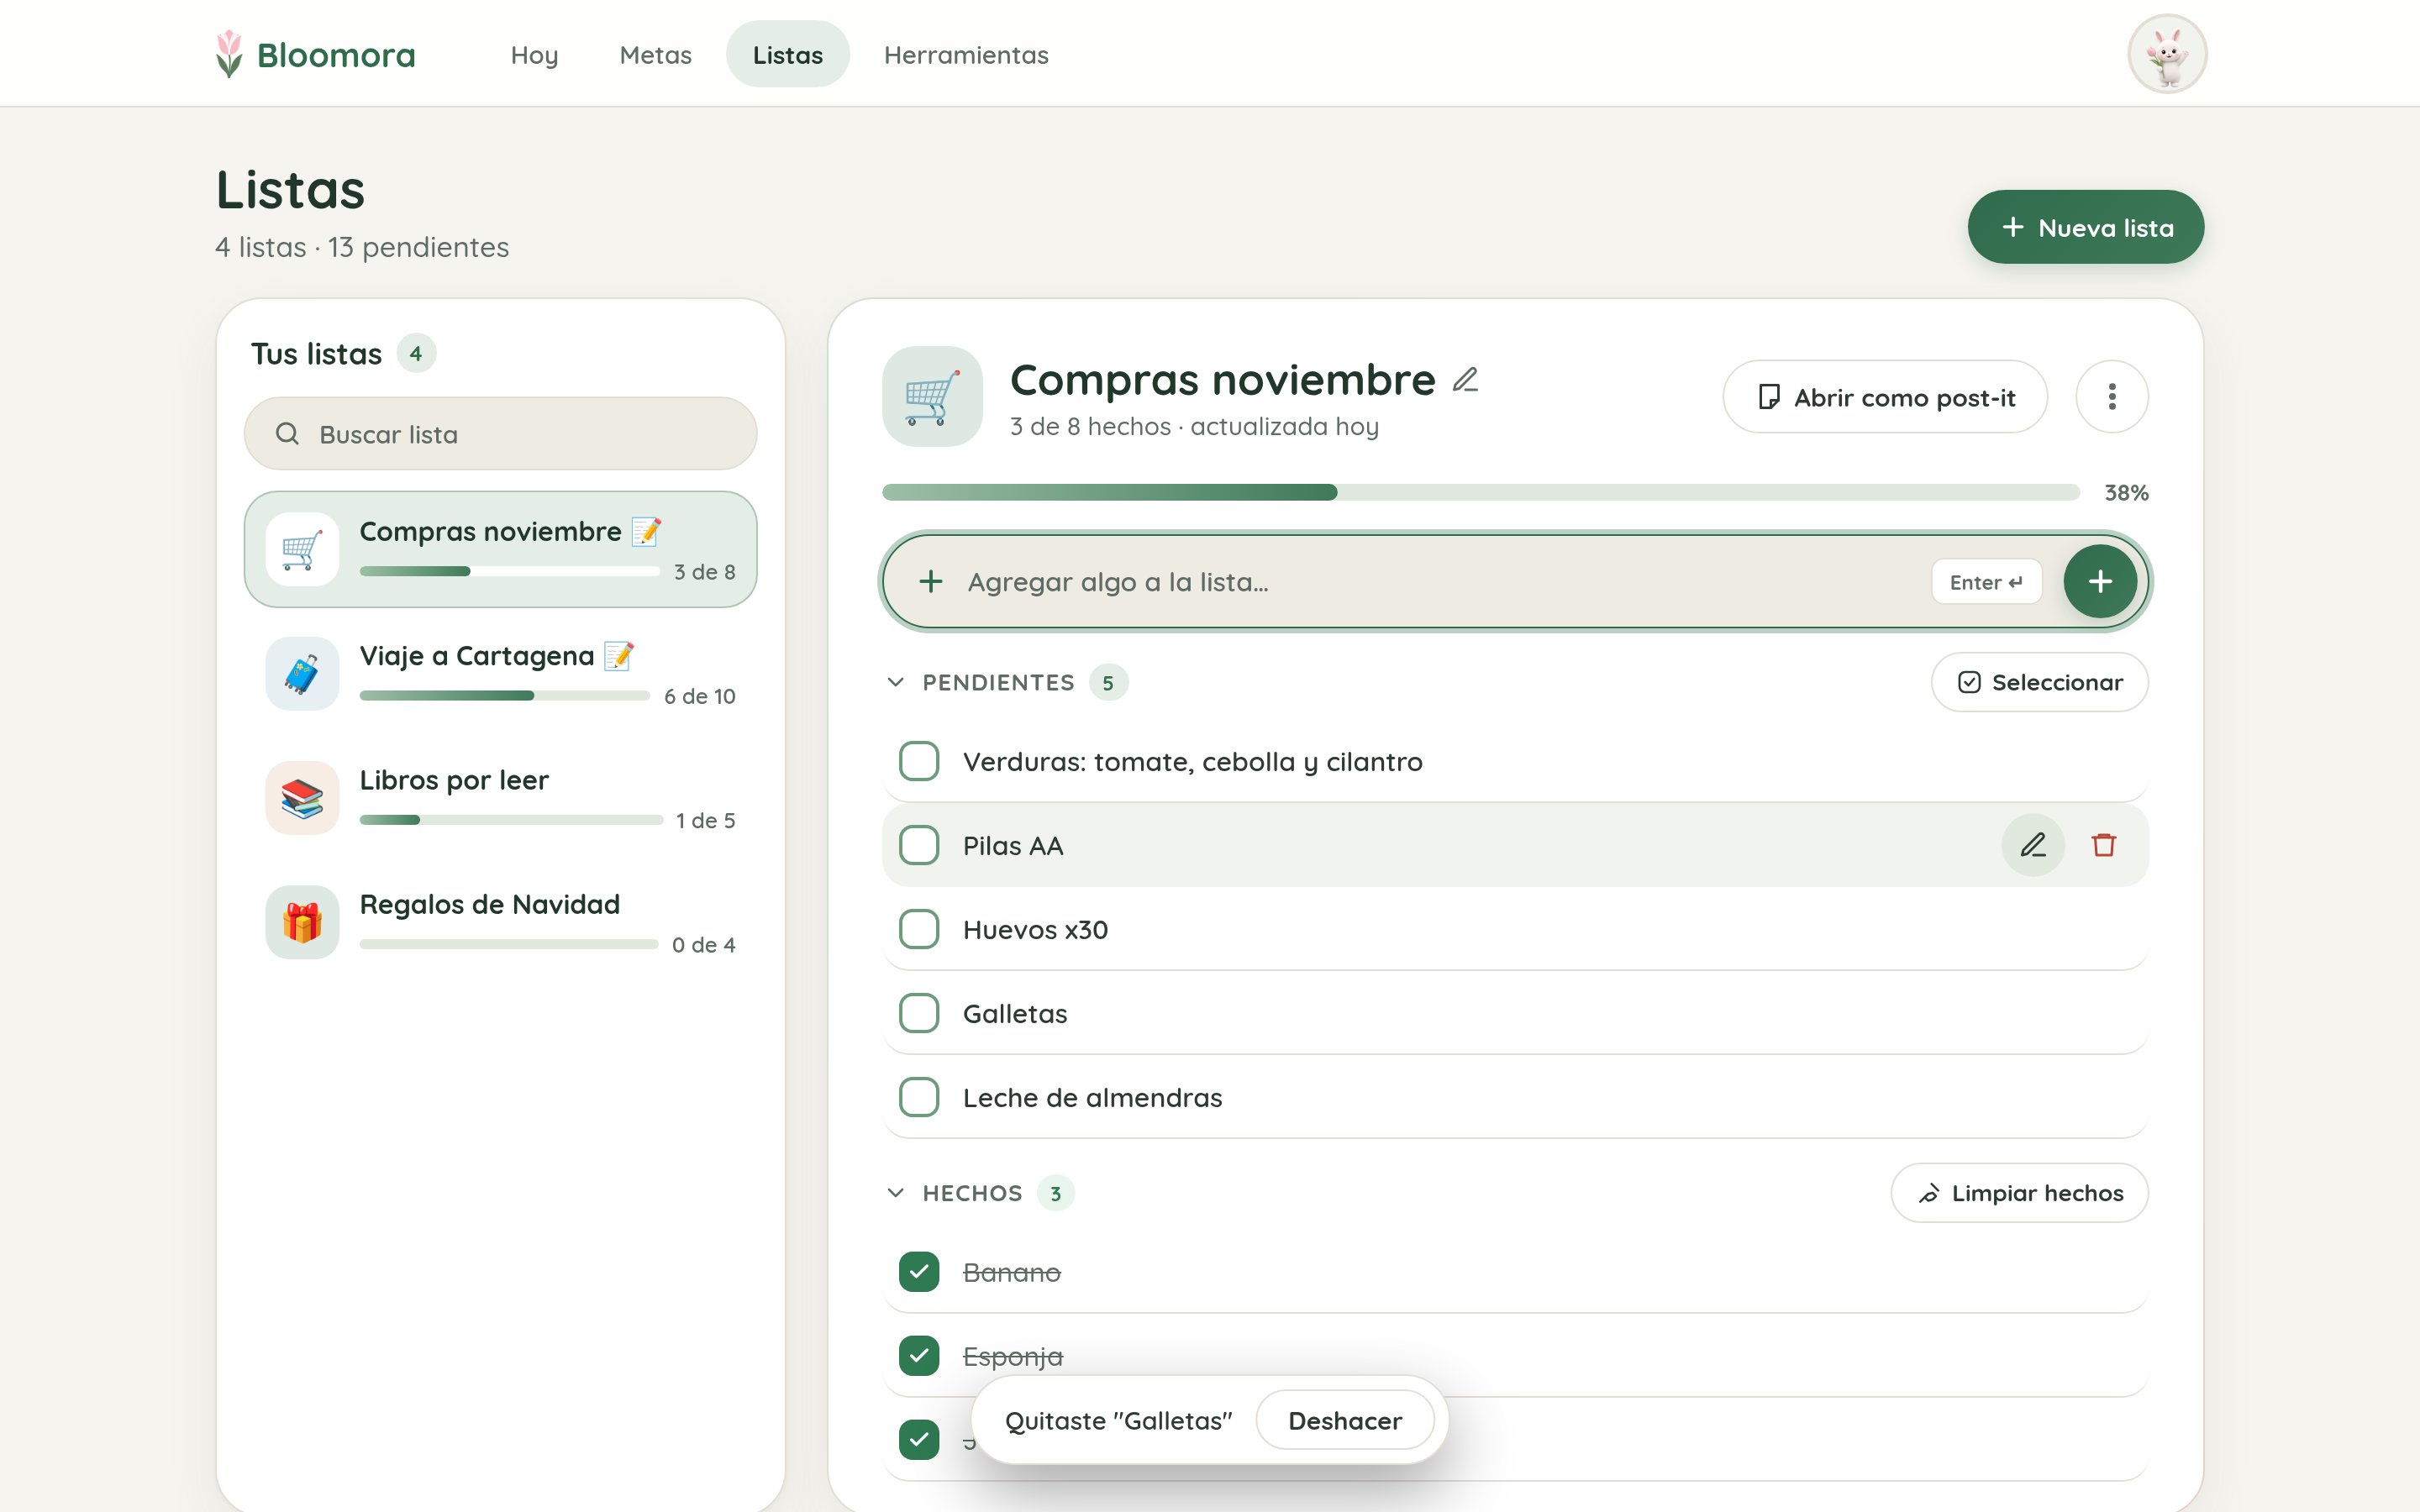 Bloomora
Hoy
Metas
Listas
Herramientas
Listas
4 listas · 13 pendientes
+ Nueva lista
Tus listas 4
Buscar lista
Compras noviembre 📝
3 de 8
Viaje a Cartagena 📝
6 de 10
Libros por leer
1 de 5
Regalos de Navidad
0 de 4
Compras noviembre
3 de 8 hechos · actualizada hoy
Abrir como post-it
38%
Agregar algo a la lista...
Enter ↵
PENDIENTES 5
Seleccionar
Verduras: tomate, cebolla y cilantro
Pilas AA
Huevos x30
Galletas
Leche de almendras
HECHOS 3
Limpiar hechos
Banano
Esponja
Quitaste "Galletas"
Deshacer